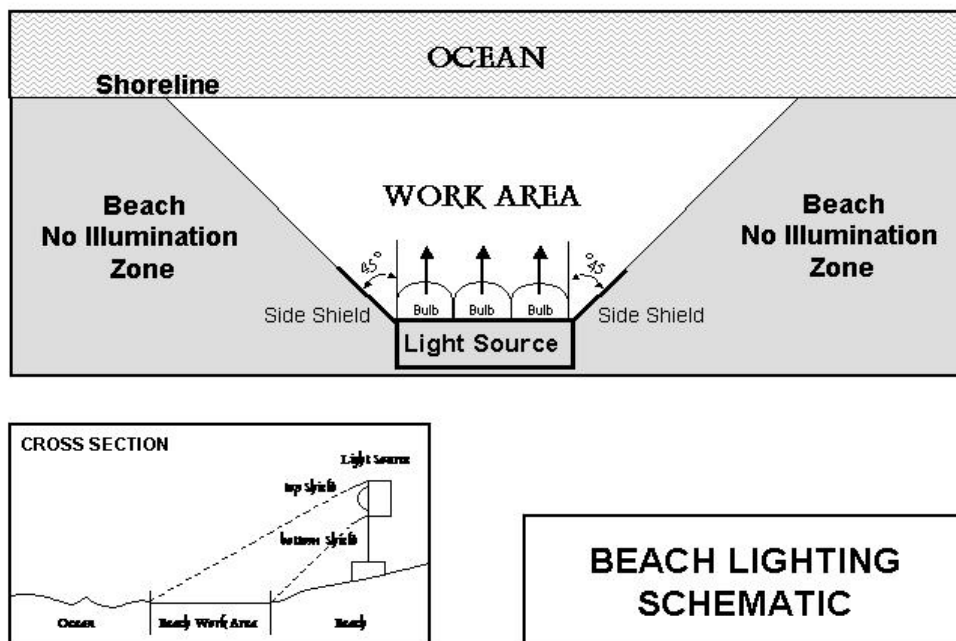 OCEAN
Shoreline
WORK AREA
Beach
No Illumination
Zone
Beach
No Illumination
Zone
45°
°45
Side Shield
Bulb
Bulb
Bulb
Side Shield
Light Source
CROSS SECTION
Light Source
top Shield
bottom Shield
Ocean
Beach Work Area
Beach
BEACH LIGHTING
SCHEMATIC